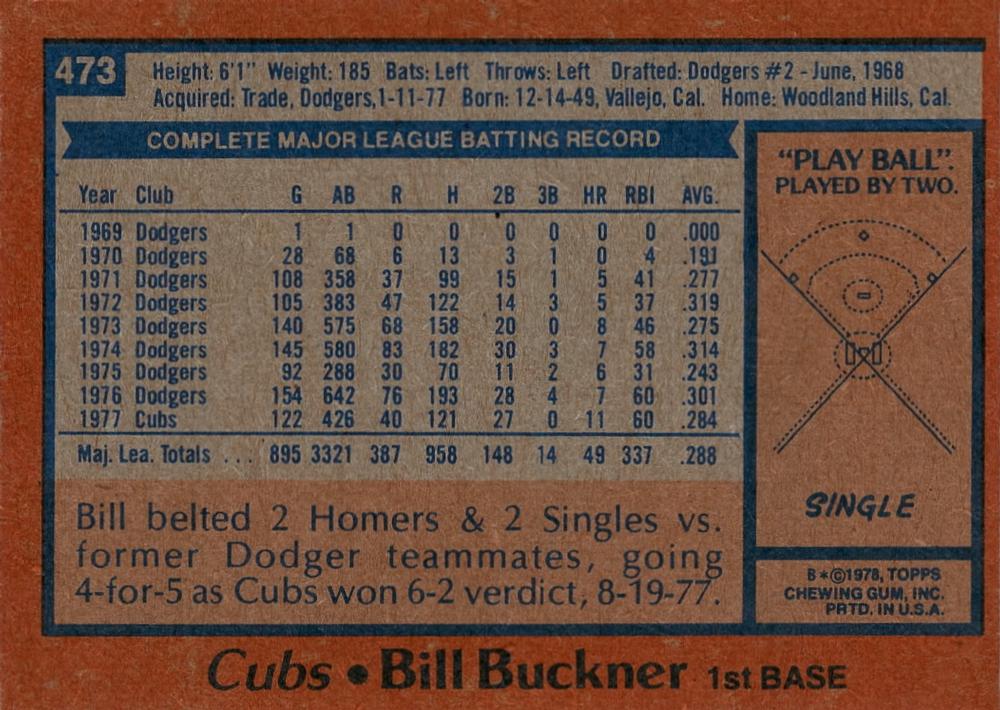 473
Height: 6'1" Weight: 185 Bats: Left Throws: Left Drafted: Dodgers #2 - June, 1968
Acquired: Trade, Dodgers,1-11-77 Born: 12-14-49, Vallejo, Cal. Home: Woodland Hills, Cal.
COMPLETE MAJOR LEAGUE BATTING RECORD
Year Club G AB R H 2B 3B HR RBI AVG.
1969 Dodgers 1 1 0 0 0 0 0 0 .000
1970 Dodgers 28 68 6 13 3 1 0 4 .191
1971 Dodgers 108 358 37 99 15 1 5 41 .277
1972 Dodgers 105 383 47 122 14 3 5 37 .319
1973 Dodgers 140 575 68 158 20 0 8 46 .275
1974 Dodgers 145 580 83 182 30 3 7 58 .314
1975 Dodgers 92 288 30 70 11 2 6 31 .243
1976 Dodgers 154 642 76 193 28 4 7 60 .301
1977 Cubs 122 426 40 121 27 0 11 60 .284
Maj. Lea. Totals ... 895 3321 387 958 148 14 49 337 .288
Bill belted 2 Homers & 2 Singles vs.
former Dodger teammates, going
4-for-5 as Cubs won 6-2 verdict, 8-19-77.
"PLAY BALL".
PLAYED BY TWO.
SINGLE
B*©1978, TOPPS
CHEWING GUM, INC.
PRTD. IN U.S.A.
Cubs • Bill Buckner 1st BASE